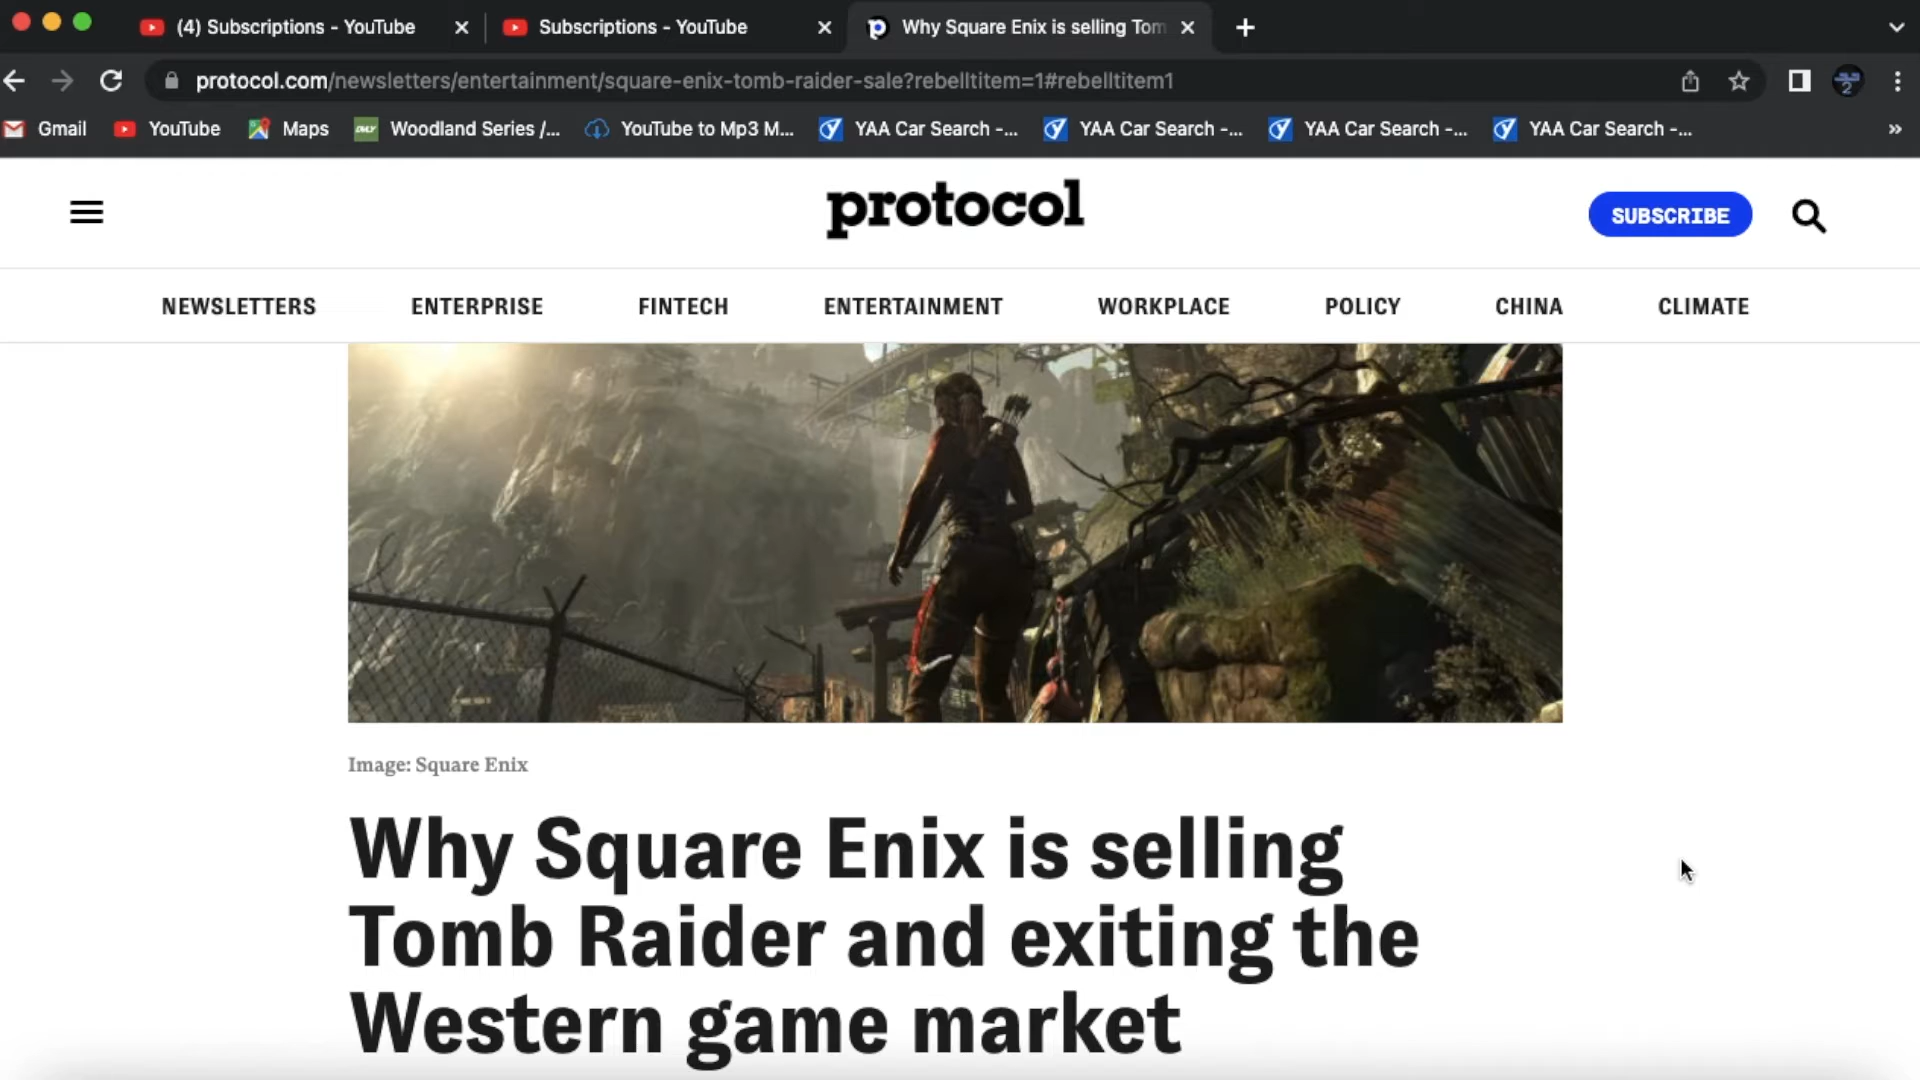 (4) Subscriptions - YouTube
Subscriptions - YouTube
Why Square Enix is selling Tom
protocol.com/newsletters/entertainment/square-enix-tomb-raider-sale?rebelltitem=1#rebelltitem1
Gmail
YouTube
Maps
Woodland Series /...
YouTube to Mp3 M...
YAA Car Search -...
YAA Car Search -...
YAA Car Search -...
YAA Car Search -...
»
protocol
SUBSCRIBE
NEWSLETTERS
ENTERPRISE
FINTECH
ENTERTAINMENT
WORKPLACE
POLICY
CHINA
CLIMATE
Image: Square Enix
Why Square Enix is selling
Tomb Raider and exiting the
Western game market